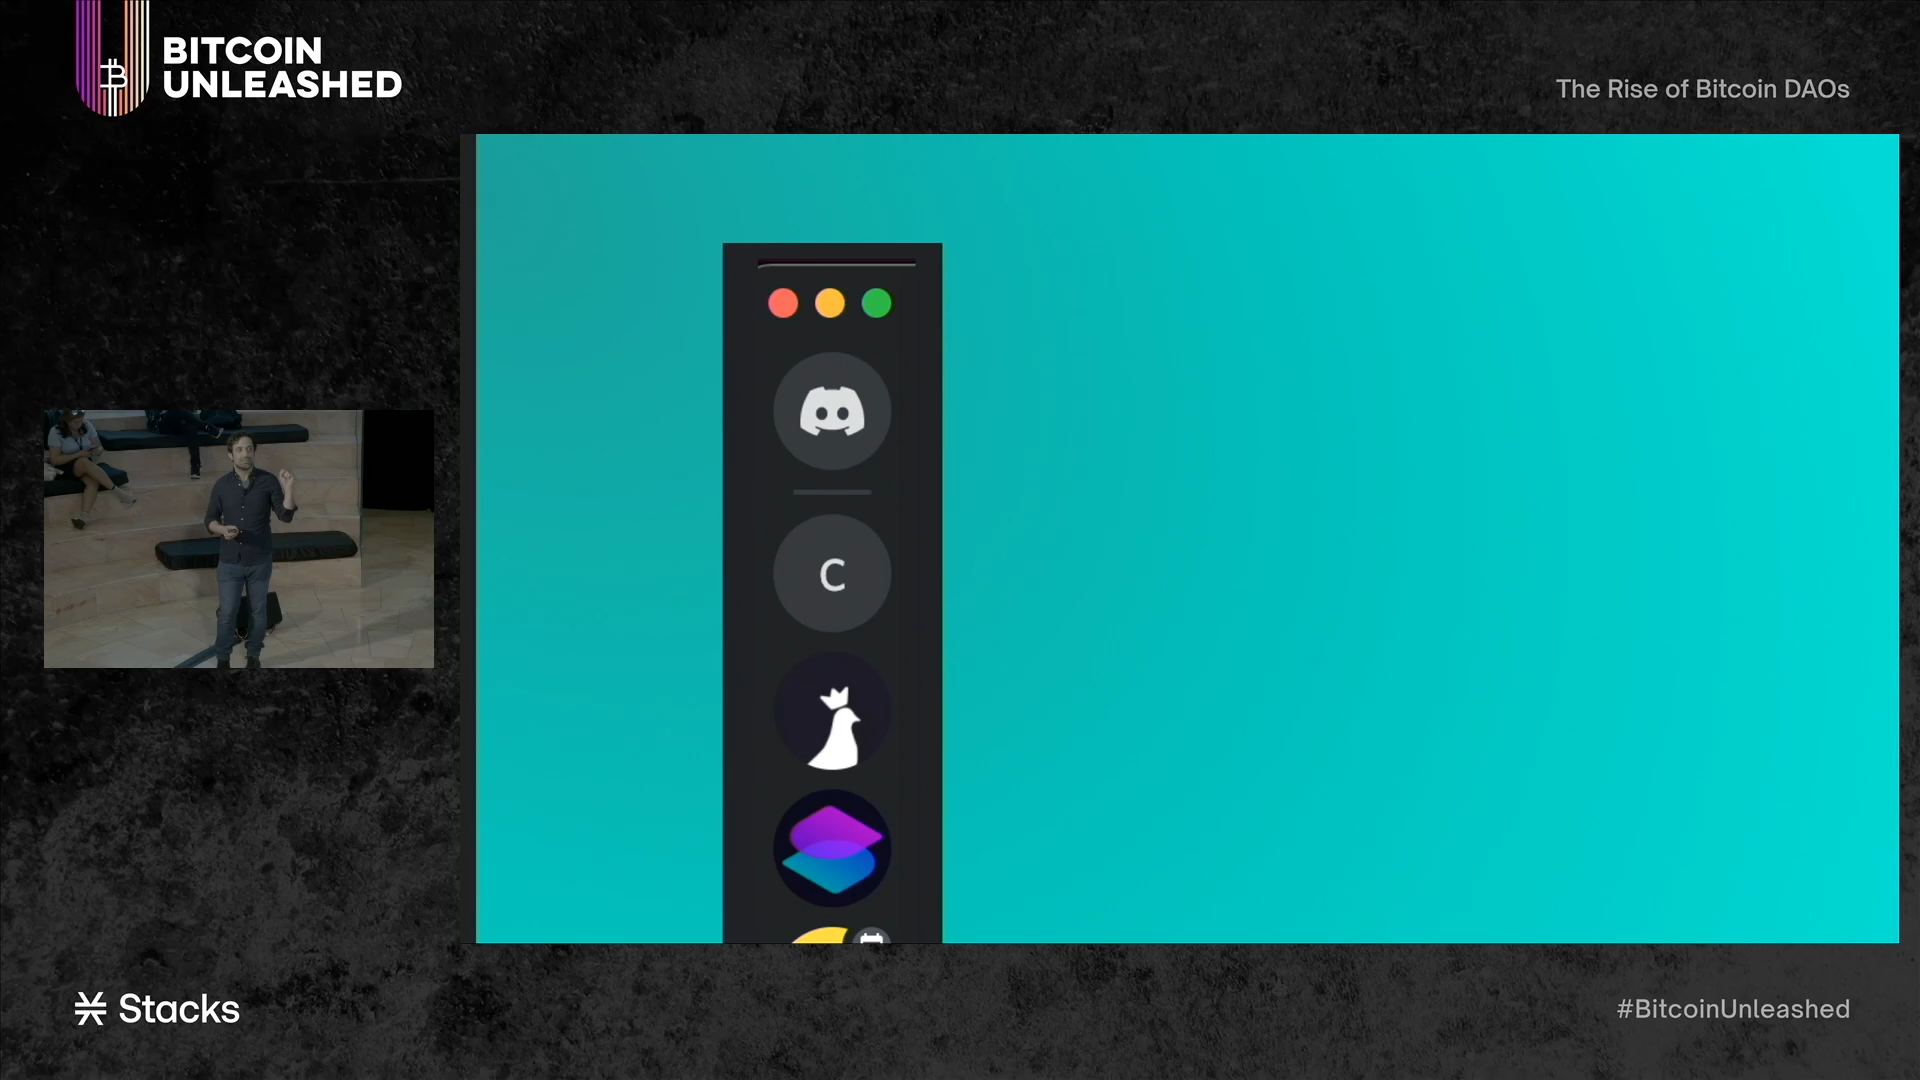 BITCOIN
UNLEASHED
The Rise of Bitcoin DAOs
C
Stacks
#BitcoinUnleashed